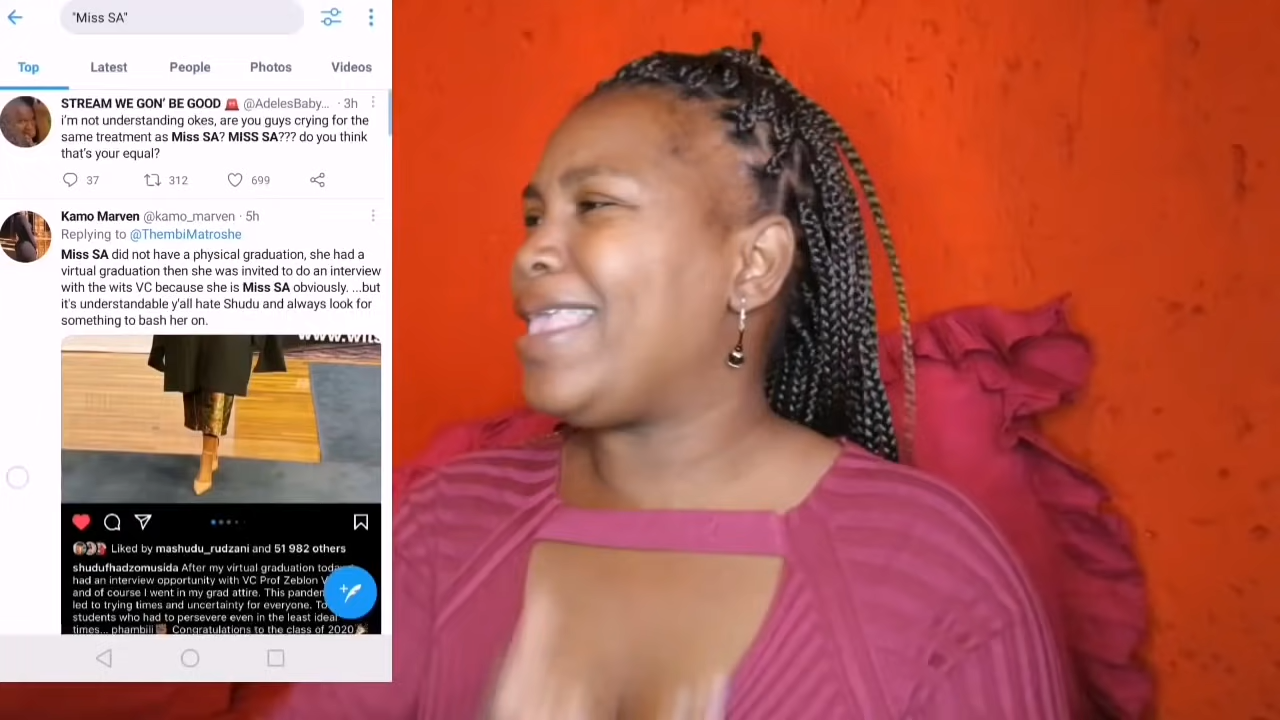 "Miss SA"
Top Latest People Photos Videos
STREAM WE GON' BE GOOD 🚨 @AdelesBaby... · 3h
i'm not understanding okes, are you guys crying for the
same treatment as Miss SA? MISS SA??? do you think
that's your equal?
37 312 699
Kamo Marven @kamo_marven · 5h
Replying to @ThembiMatroshe
Miss SA did not have a physical graduation, she had a
virtual graduation then she was invited to do an interview
with the wits VC because she is Miss SA obviously. ...but
it's understandable y'all hate Shudu and always look for
something to bash her on.
www.wits
Liked by mashudu_rudzani and 51 982 others
shudufhadzomusida After my virtual graduation today
had an interview opportunity with VC Prof Zeblon V
and of course I went in my grad attire. This pandem
led to trying times and uncertainty for everyone. To
students who had to persevere even in the least ideal
times... phambili ✊🏾 Congratulations to the class of 2020